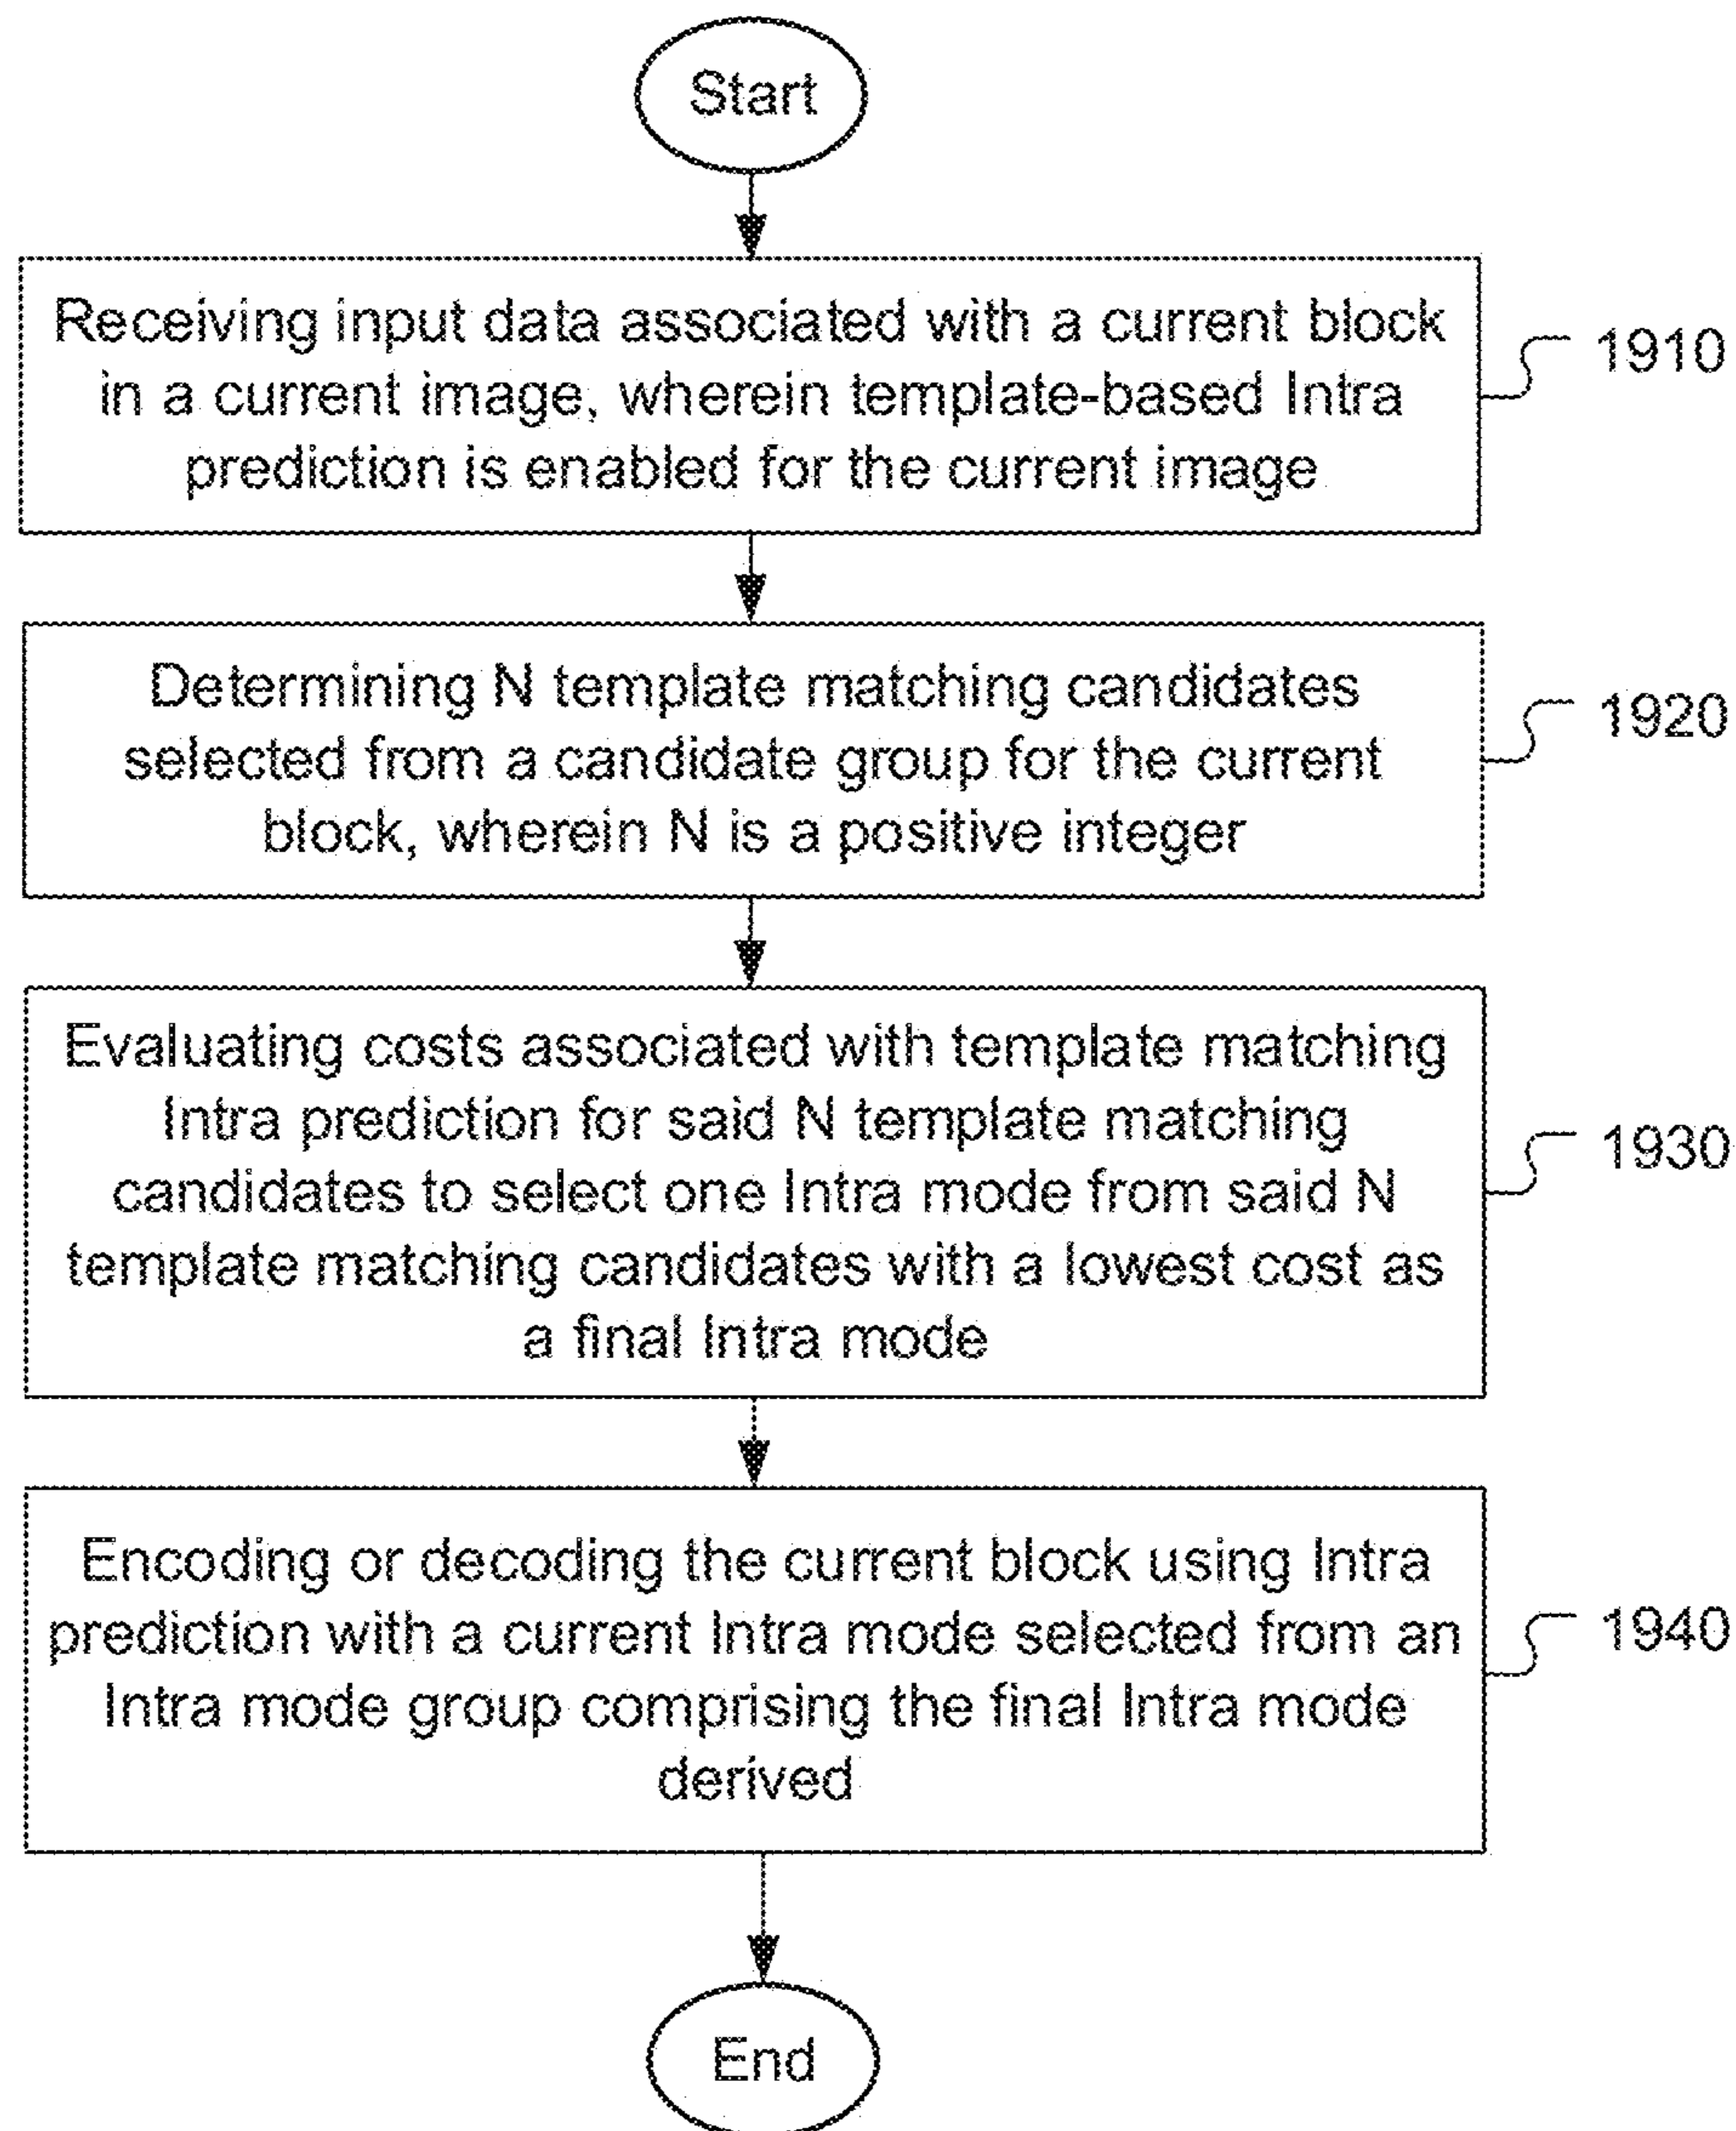 Start
Receiving input data associated with a current block
in a current image, wherein template-based Intra
prediction is enabled for the current image
1910
Determining N template matching candidates
selected from a candidate group for the current
block, wherein N is a positive integer
1920
Evaluating costs associated with template matching
Intra prediction for said N template matching
candidates to select one Intra mode from said N
template matching candidates with a lowest cost as
a final Intra mode
1930
Encoding or decoding the current block using Intra
prediction with a current Intra mode selected from an
Intra mode group comprising the final Intra mode
derived
1940
End